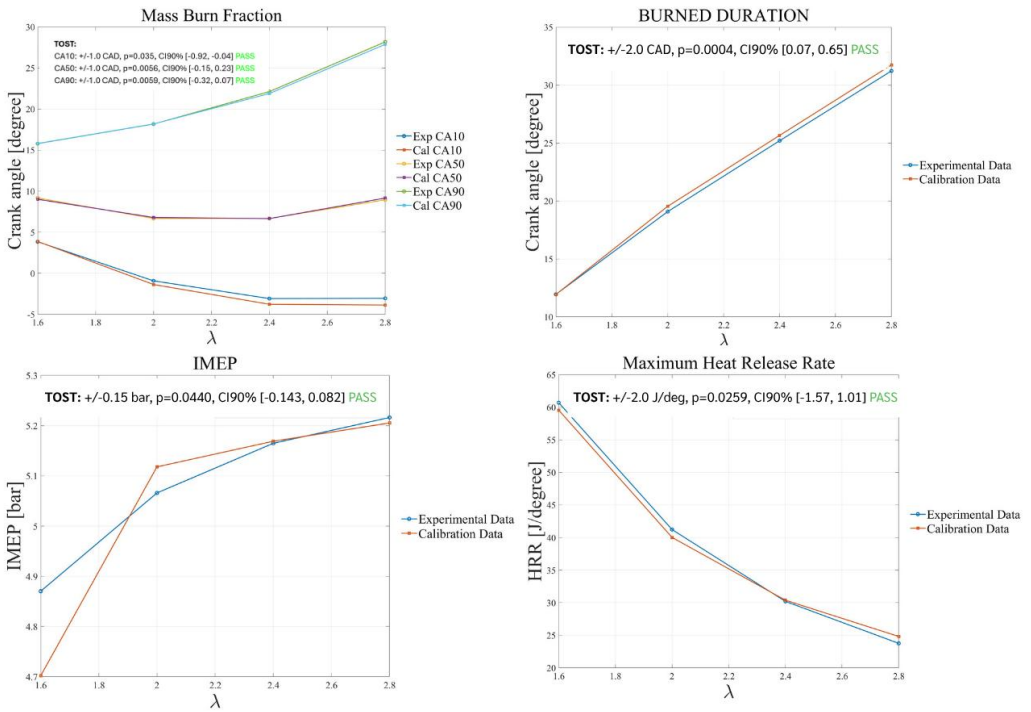 Mass Burn Fraction
TOST:
CA10: +/-1.0 CAD, p=0.035, CI90% [-0.92, -0.04] PASS
CA50: +/-1.0 CAD, p=0.0056, CI90% [-0.15, 0.23] PASS
CA90: +/-1.0 CAD, p=0.0059, CI90% [-0.32, 0.07] PASS
Crank angle [degree]
30
25
20
15
10
5
0
-5
1.6
1.8
2
2.2
2.4
2.6
2.8
λ
Exp CA10
Cal CA10
Exp CA50
Cal CA50
Exp CA90
Cal CA90
BURNED DURATION
TOST: +/-2.0 CAD, p=0.0004, CI90% [0.07, 0.65] PASS
Crank angle [degree]
35
30
25
20
15
10
1.6
1.8
2
2.2
2.4
2.6
2.8
λ
Experimental Data
Calibration Data
IMEP
TOST: +/-0.15 bar, p=0.0440, CI90% [-0.143, 0.082] PASS
IMEP [bar]
5.3
5.2
5.1
5
4.9
4.8
4.7
1.6
1.8
2
2.2
2.4
2.6
2.8
λ
Experimental Data
Calibration Data
Maximum Heat Release Rate
TOST: +/-2.0 J/deg, p=0.0259, CI90% [-1.57, 1.01] PASS
HRR [J/degree]
65
60
55
50
45
40
35
30
25
20
1.6
1.8
2
2.2
2.4
2.6
2.8
λ
Experimental Data
Calibration Data